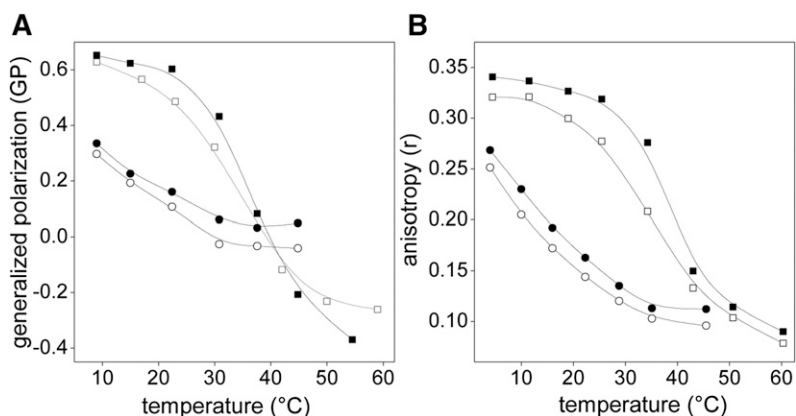 A
generalized polarization (GP)
0.6
0.4
0.2
0.0
-0.2
-0.4
10 20 30 40 50 60
temperature (°C)
B
anisotropy (r)
0.35
0.30
0.25
0.20
0.15
0.10
10 20 30 40 50 60
temperature (°C)